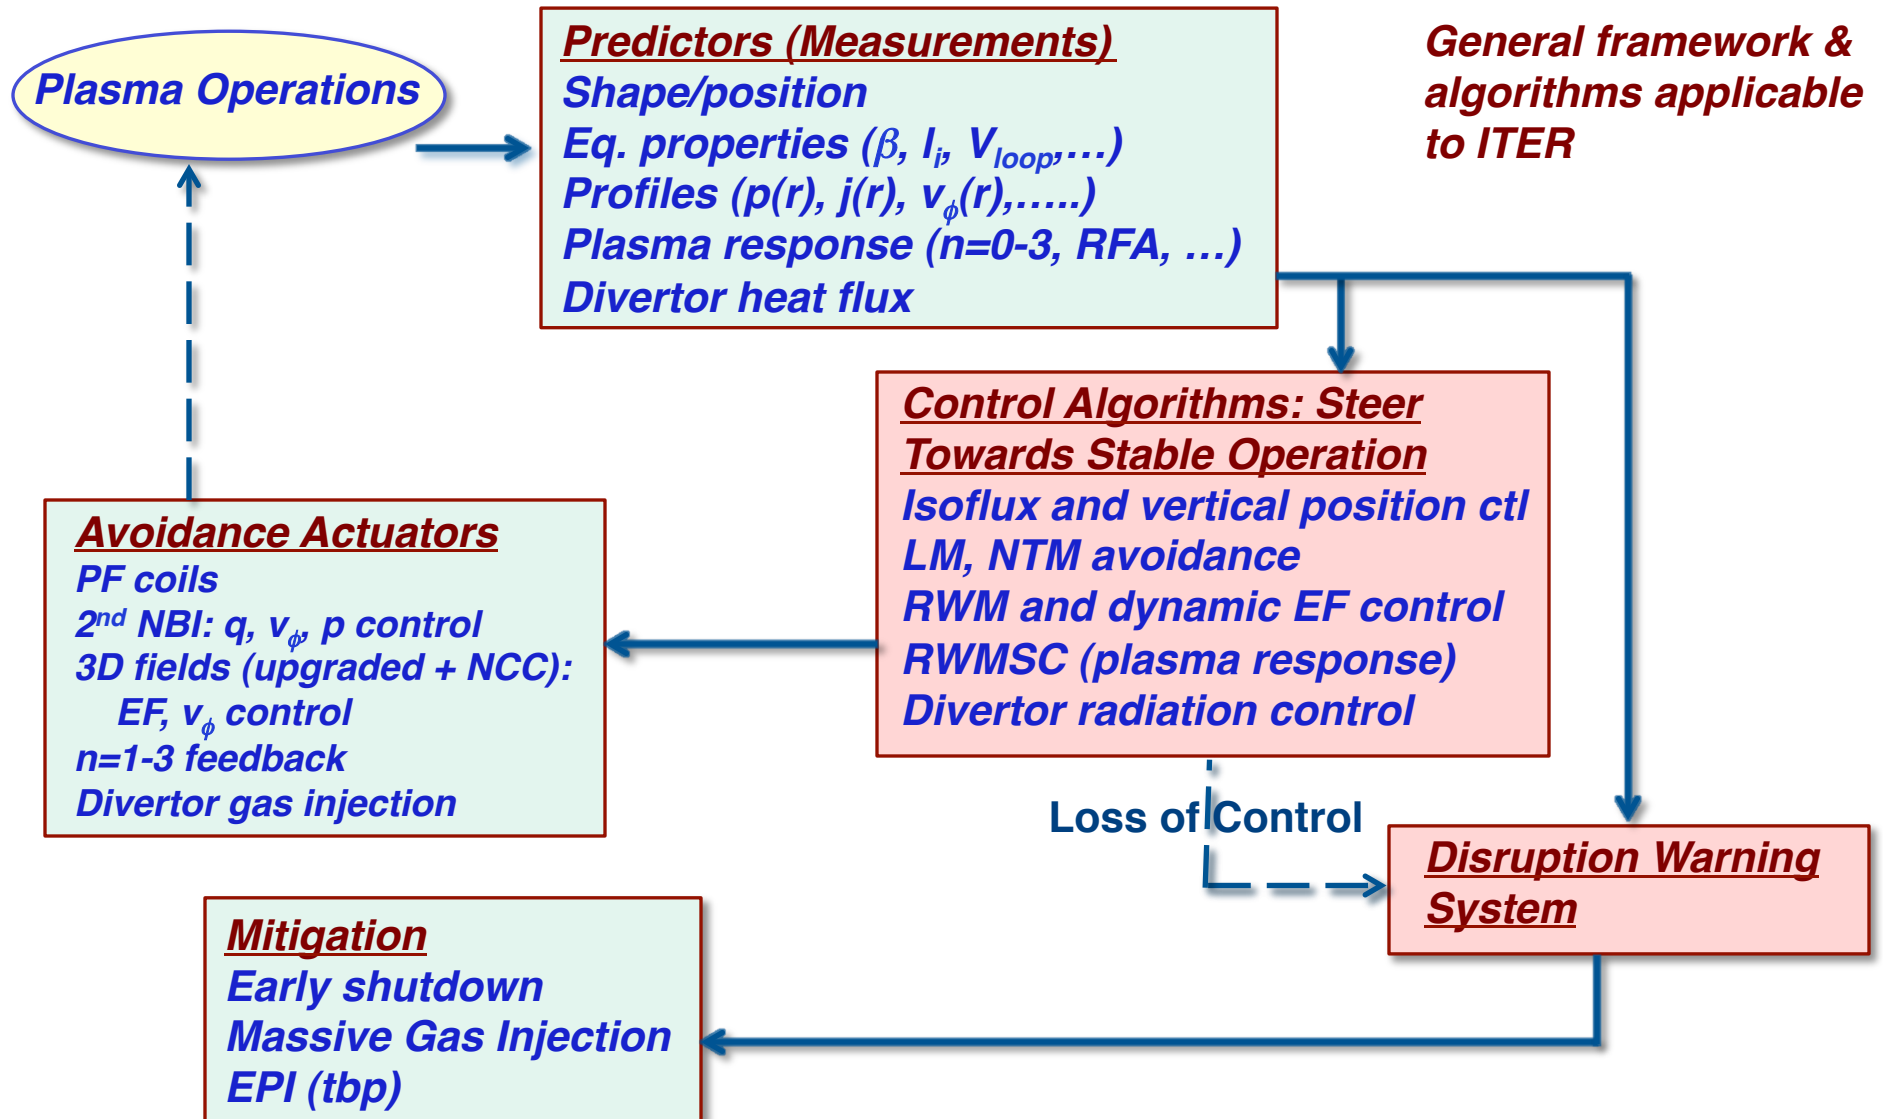 Plasma Operations
Predictors (Measurements)
Shape/position
Eq. properties (β, lᵢ, V_loop,…)
Profiles (p(r), j(r), v_ϕ(r),…..)
Plasma response (n=0-3, RFA, …)
Divertor heat flux
General framework &
algorithms applicable
to ITER
Control Algorithms: Steer
Towards Stable Operation
Isoflux and vertical position ctl
LM, NTM avoidance
RWM and dynamic EF control
RWMSC (plasma response)
Divertor radiation control
Avoidance Actuators
PF coils
2nd NBI: q, v_ϕ, p control
3D fields (upgraded + NCC):
EF, v_ϕ control
n=1-3 feedback
Divertor gas injection
Loss of Control
Disruption Warning
System
Mitigation
Early shutdown
Massive Gas Injection
EPI (tbp)